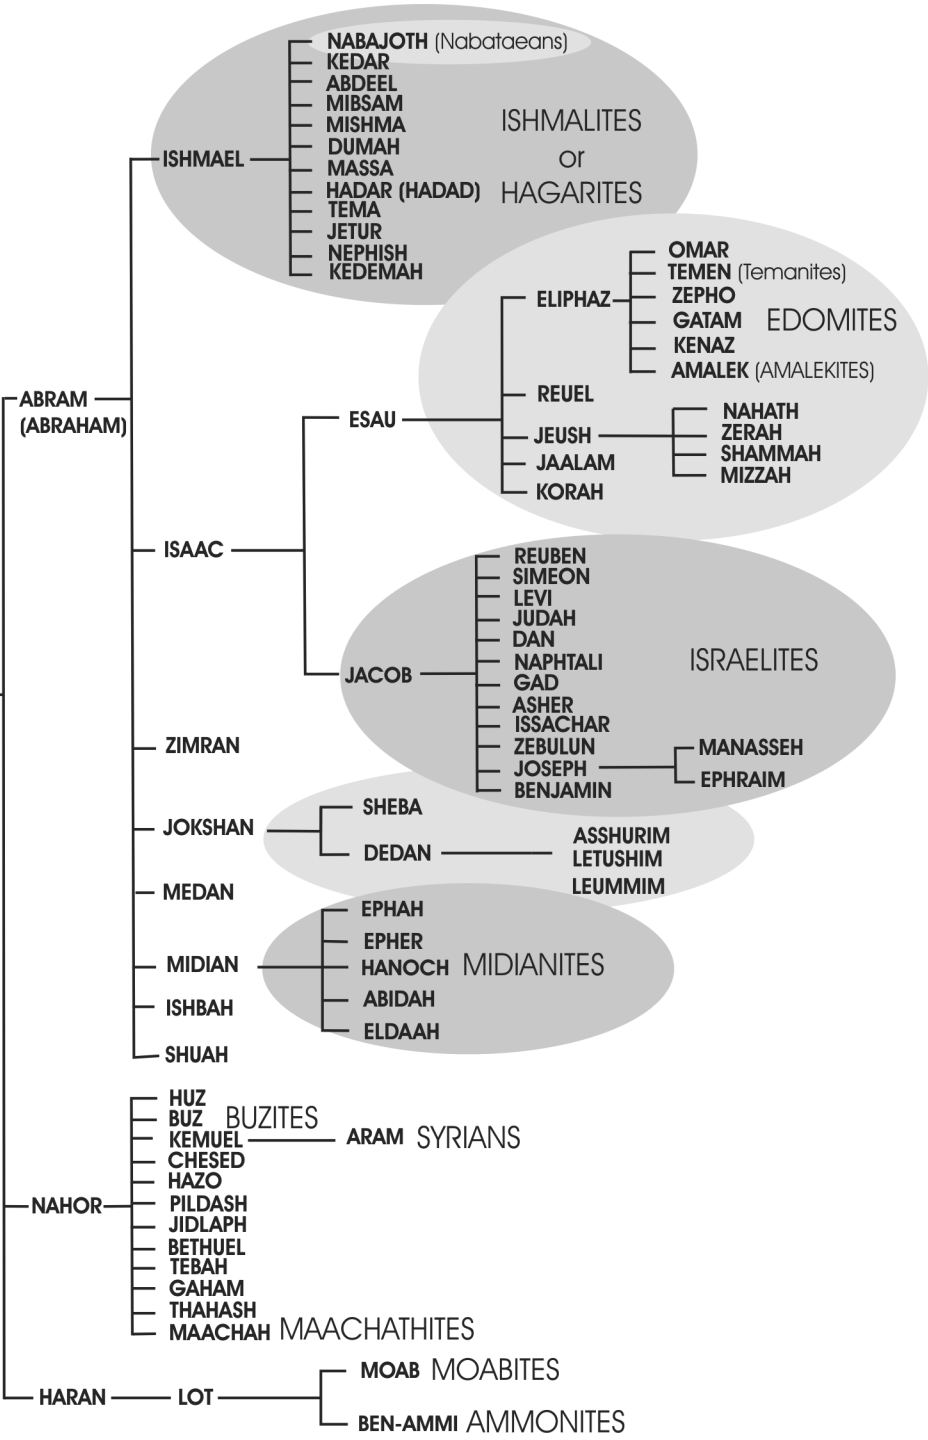 NABAJOTH (Nabataeans)
KEDAR
ABDEEL
MIBSAM
MISHMA
DUMAH
MASSA
HADAR (HADAD)
TEMA
JETUR
NEPHISH
KEDEMAH
ISHMAEL
ISHMALITES
or
HAGARITES
OMAR
TEMEN (Temanites)
ZEPHO
GATAM
KENAZ
AMALEK (AMALEKITES)
ELIPHAZ
EDOMITES
REUEL
JEUSH
JAALAM
KORAH
NAHATH
ZERAH
SHAMMAH
MIZZAH
ABRAM
(ABRAHAM)
ESAU
ISAAC
REUBEN
SIMEON
LEVI
JUDAH
DAN
NAPHTALI
GAD
ASHER
ISSACHAR
ZEBULUN
JOSEPH
BENJAMIN
ISRAELITES
JACOB
MANASSEH
EPHRAIM
ZIMRAN
JOKSHAN
SHEBA
DEDAN
ASSHURIM
LETUSHIM
LEUMMIM
MEDAN
MIDIAN
EPHAH
EPHER
HANOCH MIDIANITES
ABIDAH
ELDAAH
ISHBAH
SHUAH
HUZ
BUZ BUZITES
KEMUEL ARAM SYRIANS
CHESED
HAZO
NAHOR
PILDASH
JIDLAPH
BETHUEL
TEBAH
GAHAM
THAHASH
MAACHAH MAACHATHITES
HARAN LOT
MOAB MOABITES
BEN-AMMI AMMONITES